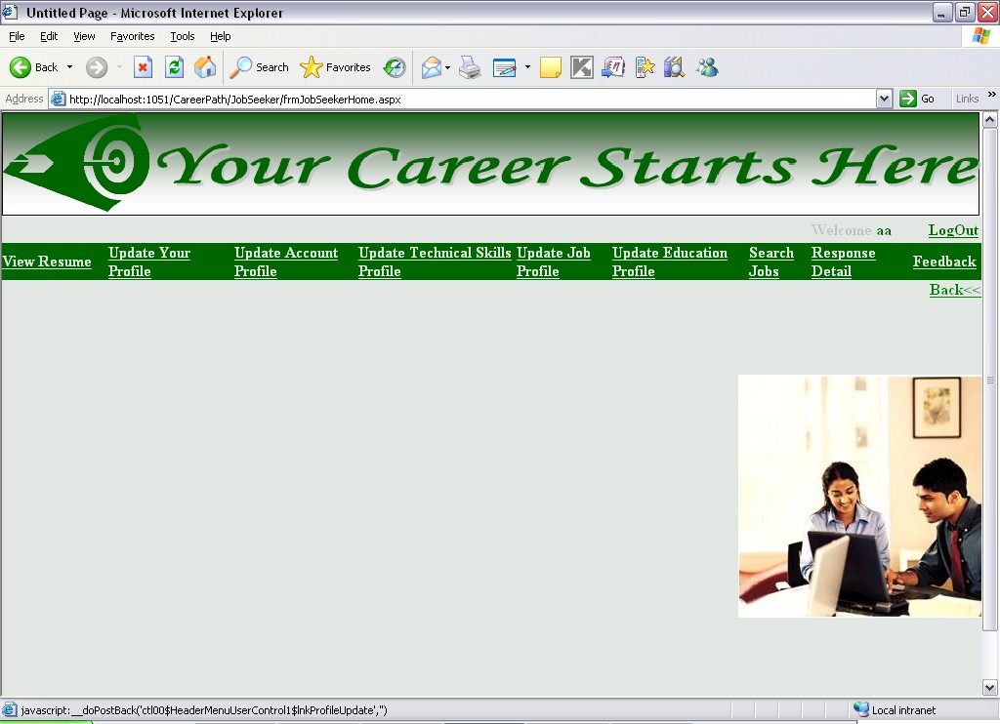 Untitled Page - Microsoft Internet Explorer
File Edit View Favorites Tools Help
Back Search Favorites
Address http://localhost:1051/CareerPath/JobSeeker/frmJobSeekerHome.aspx Go Links »
Your Career Starts Here
Welcome aa LogOut
View Resume
Update Your
Profile
Update Account
Profile
Update Technical Skills
Profile
Update Job
Profile
Update Education
Profile
Search
Jobs
Response
Detail
Feedback
Back<<
javascript:__doPostBack('ctl00$HeaderMenuUserControl1$lnkProfileUpdate','') Local intranet